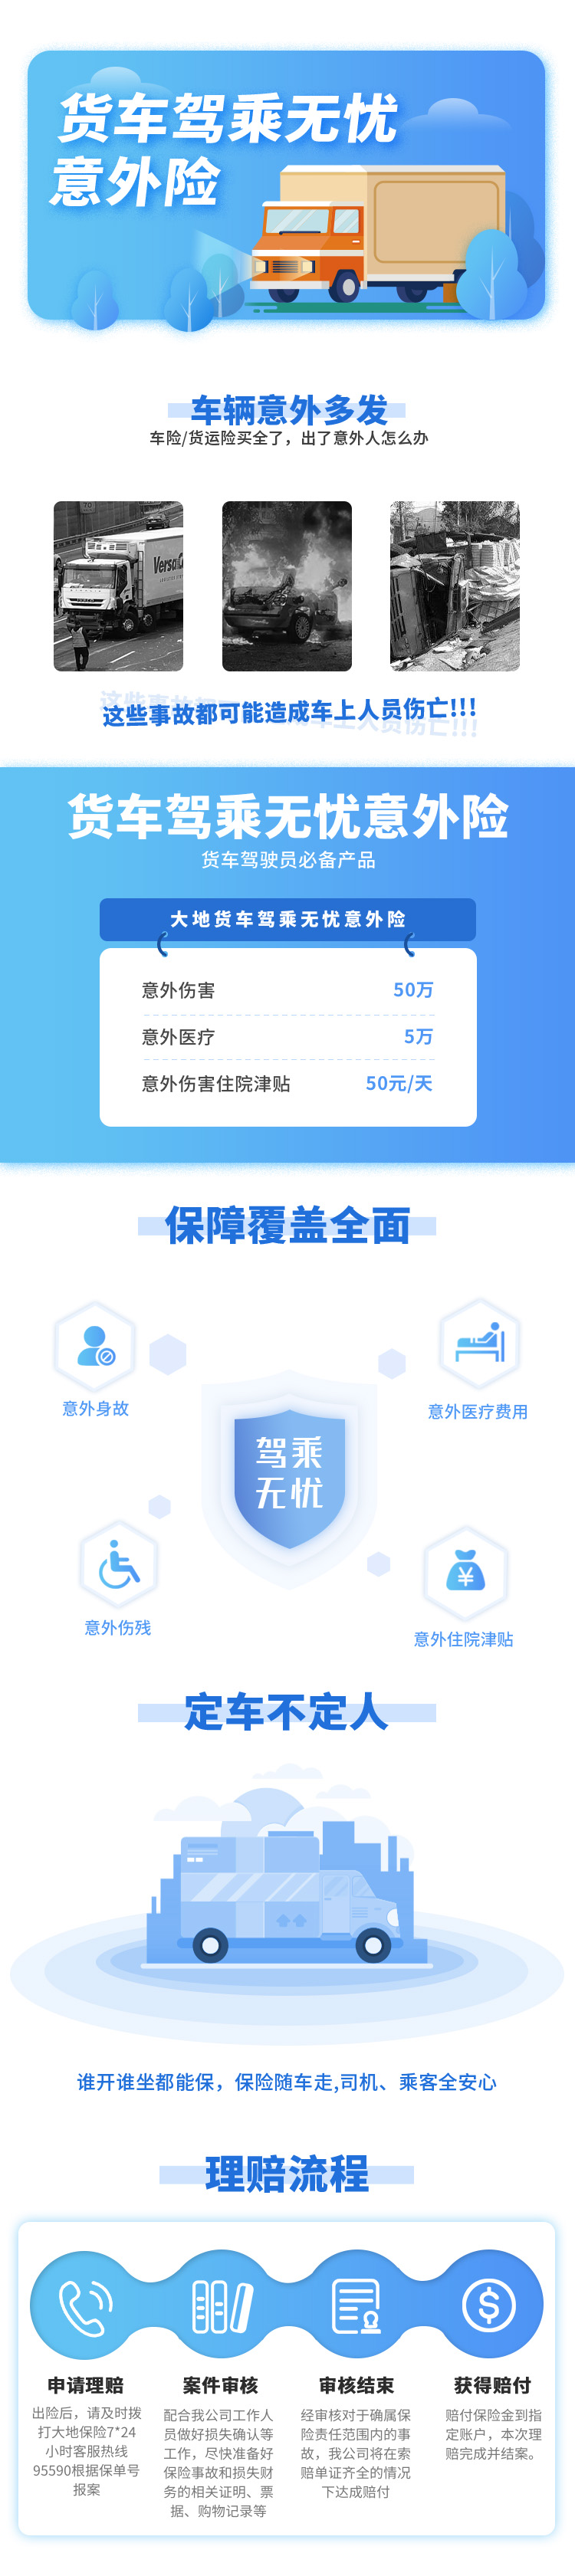 货车驾乘无忧
意外险
车辆意外多发
车险/货运险买全了，出了意外人怎么办
70
这些事故都可能造成车上人员伤亡!!!
货车驾乘无忧意外险
货车驾驶员必备产品
大地货车驾乘无忧意外险
意外伤害 50万
意外医疗 5万
意外伤害住院津贴 50元/天
保障覆盖全面
意外身故
意外医疗费用
驾乘
无忧
意外伤残
意外住院津贴
定车不定人
谁开谁坐都能保，保险随车走,司机、乘客全安心
理赔流程
申请理赔
出险后，请及时拨
打大地保险7*24
小时客服热线
95590根据保单号
报案
案件审核
配合我公司工作人
员做好损失确认等
工作，尽快准备好
保险事故和损失财
务的相关证明、票
据、购物记录等
审核结束
经审核对于确属保
险责任范围内的事
故，我公司将在索
赔单证齐全的情况
下达成赔付
获得赔付
赔付保险金到指
定账户，本次理
赔完成并结案。